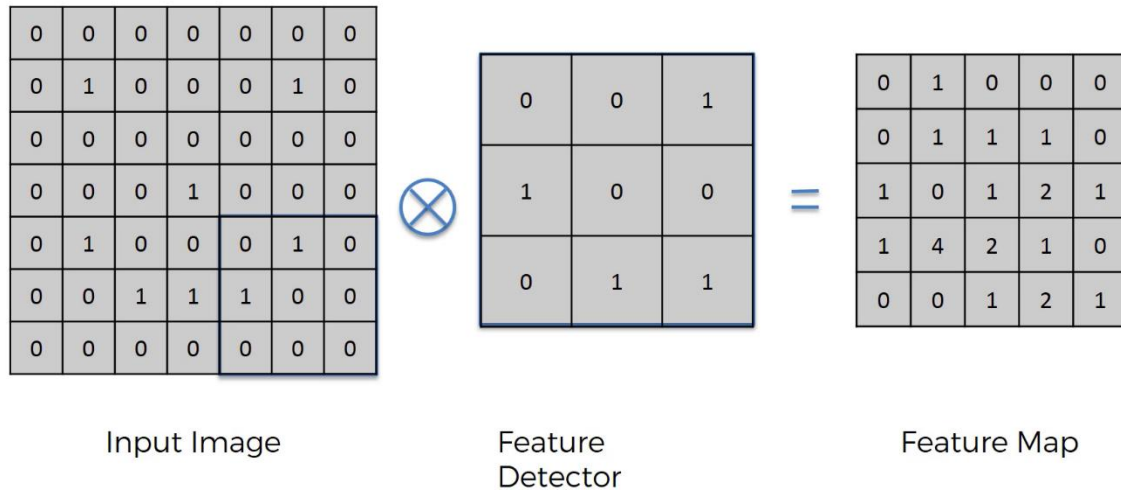 0 0 0 0 0 0 0
0 1 0 0 0 1 0
0 0 0 0 0 0 0
0 0 0 1 0 0 0
0 1 0 0 0 1 0
0 0 1 1 1 0 0
0 0 0 0 0 0 0
Input Image
0 0 1
1 0 0
0 1 1
Feature
Detector
=
0 1 0 0 0
0 1 1 1 0
1 0 1 2 1
1 4 2 1 0
0 0 1 2 1
Feature Map